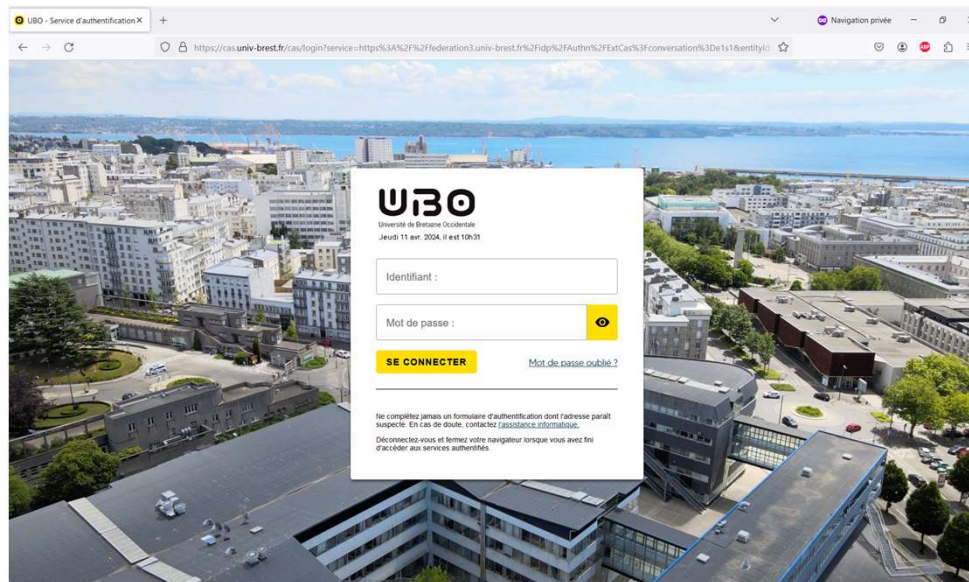 UBO - Service d'authentification
Navigation privée
https://cas.univ-brest.fr/cas/login?service=https%3A%2F%2Ffederation3.univ-brest.fr%2Fidp%2FAuthn%2FExtCas%3Fconversation%3De1s1&entityId
ABP
UBO
Université de Bretagne Occidentale
Jeudi 11 avr. 2024, il est 10h31
Identifiant :
Mot de passe :
SE CONNECTER
Mot de passe oublié ?
Ne complétez jamais un formulaire d'authentification dont l'adresse paraît
suspecte. En cas de doute, contactez l'assistance informatique.
Déconnectez-vous et fermez votre navigateur lorsque vous avez fini
d'accéder aux services authentifiés.